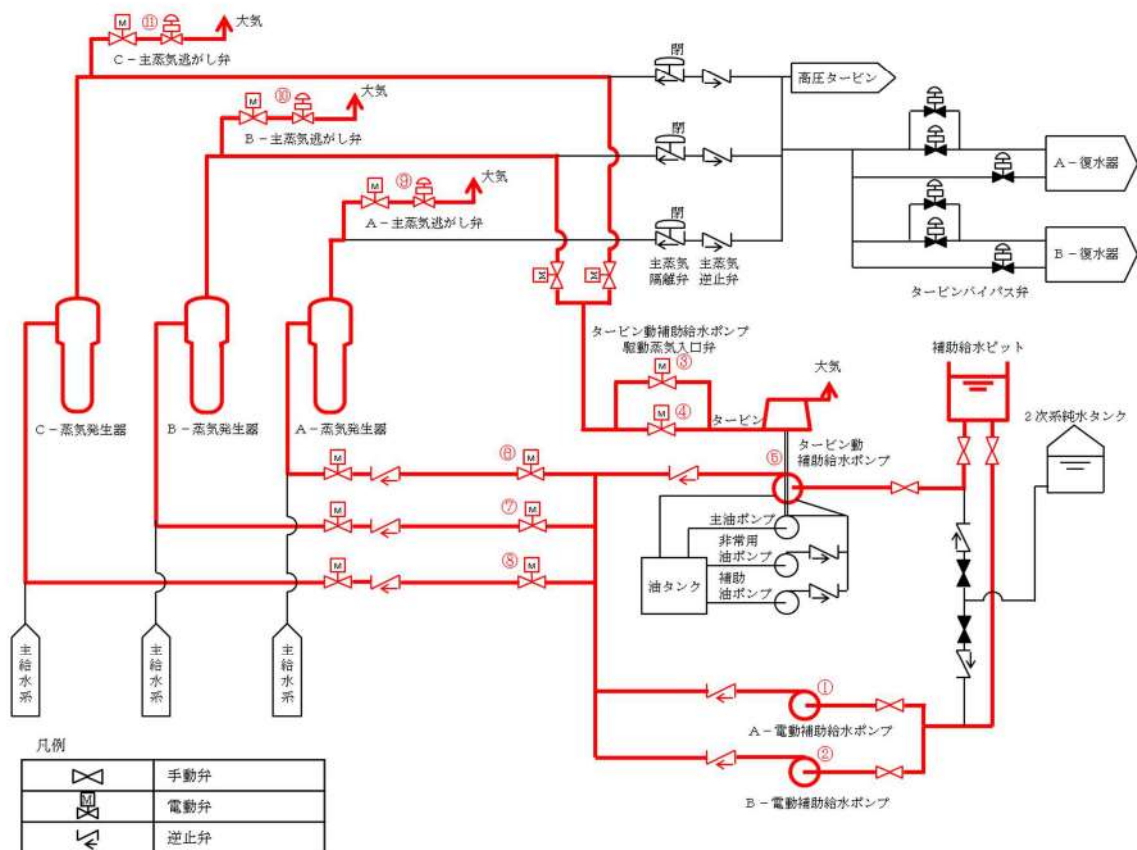 ⑪
大気
C-主蒸気逃がし弁
閉
高圧タービン
⑩
大気
B-主蒸気逃がし弁
閉
A-復水器
⑨
大気
A-主蒸気逃がし弁
閉
主蒸気
隔離弁
主蒸気
逆止弁
B-復水器
タービンバイパス弁
タービン動補助給水ポンプ
駆動蒸気入口弁
③
大気
補助給水ピット
④
タービン
2次系純水タンク
C-蒸気発生器
B-蒸気発生器
A-蒸気発生器
タービン動
補助給水ポンプ
⑤
⑥
⑦
主油ポンプ
非常用
油ポンプ
⑧
補助
油ポンプ
油タンク
主給水系
主給水系
主給水系
①
A-電動補助給水ポンプ
②
B-電動補助給水ポンプ
凡例
手動弁
M
電動弁
逆止弁